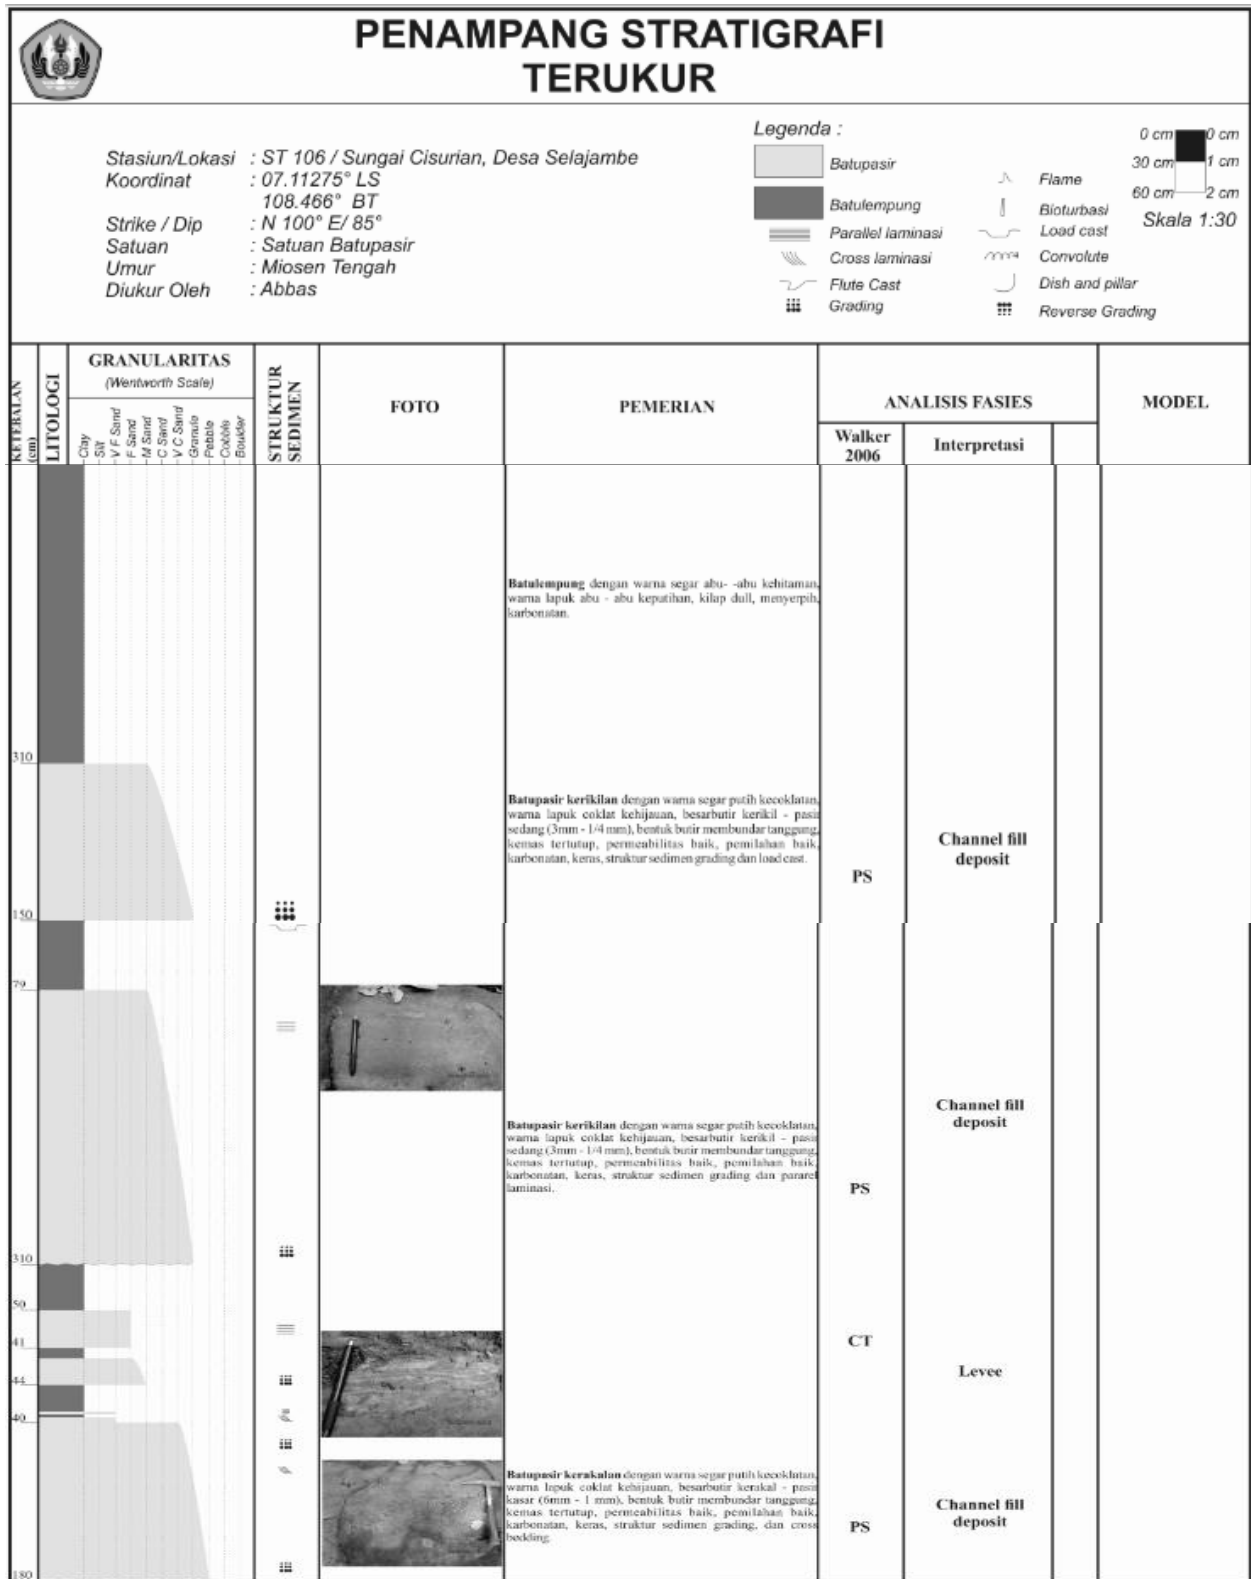 PENAMPANG STRATIGRAFI
TERUKUR
Stasiun/Lokasi : ST 106 / Sungai Cisurian, Desa Selajambe
Koordinat : 07.11275° LS
108.466° BT
Strike / Dip : N 100° E/ 85°
Satuan : Satuan Batupasir
Umur : Miosen Tengah
Diukur Oleh : Abbas
Legenda :
Batupasir
Batulempung
Parallel laminasi
Cross laminasi
Flute Cast
Grading
Flame
Bioturbasi
Load cast
Convolute
Dish and pillar
Reverse Grading
0 cm 0 cm
30 cm 1 cm
60 cm 2 cm
Skala 1:30
KETEBALAN
(cm)
LITOLOGI
GRANULARITAS
(Wentworth Scale)
Clay
Silt
V F Sand
F Sand
M Sand
C Sand
V C Sand
Granule
Pebble
Cobble
Boulder
STRUKTUR
SEDIMEN
FOTO
PEMERIAN
ANALISIS FASIES
Walker
2006
Interpretasi
MODEL
Batulempung dengan warna segar abu- -abu kehitaman,
warna lapuk abu - abu keputihan, kilap dull, menyerpih,
karbonatan.
310
Batupasir kerikilan dengan warna segar putih kecoklatan,
warna lapuk coklat kehijauan, besarbutir kerikil - pasir
sedang (3mm - 1/4 mm), bentuk butir membundar tanggung,
kemas tertutup, permeabilitas baik, pemilahan baik,
karbonatan, keras, struktur sedimen grading dan load cast.
PS
Channel fill
deposit
150
79
Batupasir kerikilan dengan warna segar putih kecoklatan,
warna lapuk coklat kehijauan, besarbutir kerikil - pasir
sedang (3mm - 1/4 mm), bentuk butir membundar tanggung,
kemas tertutup, permeabilitas baik, pemilahan baik,
karbonatan, keras, struktur sedimen grading dan pararel
laminasi.
PS
Channel fill
deposit
310
50
41
44
40
CT
Levee
Batupasir kerakalan dengan warna segar putih kecoklatan,
warna lapuk coklat kehijauan, besarbutir kerakal - pasir
kasar (6mm - 1 mm), bentuk butir membundar tanggung,
kemas tertutup, permeabilitas baik, pemilahan baik,
karbonatan, keras, struktur sedimen grading, dan cross
bedding.
PS
Channel fill
deposit
180